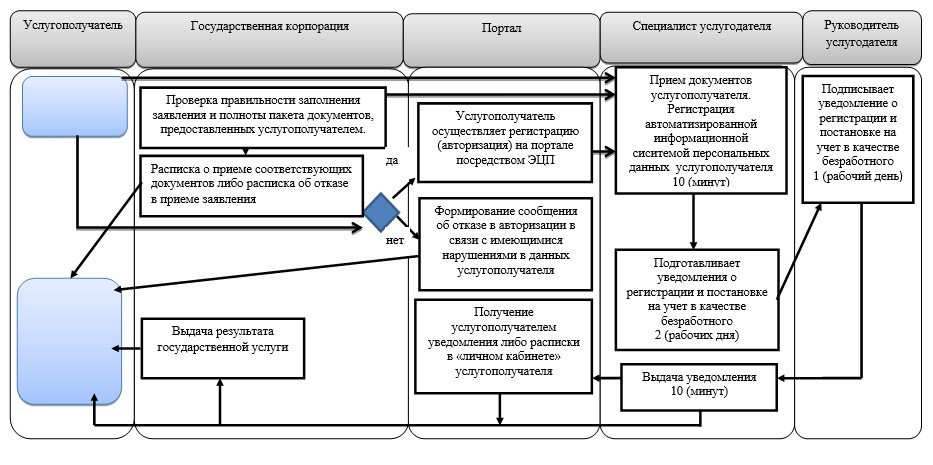 Услугополучатель
Государственная корпорация
Портал
Специалист услугодателя
Руководитель
услугодателя
Проверка правильности заполнения
заявления и полноты пакета документов,
предоставленных услугополучателем.
Расписка о приеме соответствующих
документов либо расписка об отказе
в приеме заявления
да
нет
Выдача результата
государственной услуги
Услугополучатель
осуществляет регистрацию
(авторизация) на портале
посредством ЭЦП
Формирование сообщения
об отказе в авторизации в
связи с имеющимися
нарушениями в данных
услугополучателя
Получение
услугополучателем
уведомления либо расписки
в «личном кабинете»
услугополучателя
Прием документов
услугополучателя.
Регистрация
автоматизированной
информационной
сиситемой персональных
данных услугополучателя
10 (минут)
Подготавливает
уведомления о
регистрации и постановке
на учет в качестве
безработного
2 (рабочих дня)
Выдача уведомления
10 (минут)
Подписывает
уведомление о
регистрации и
постановке на
учет в качестве
безработного
1 (рабочий день)